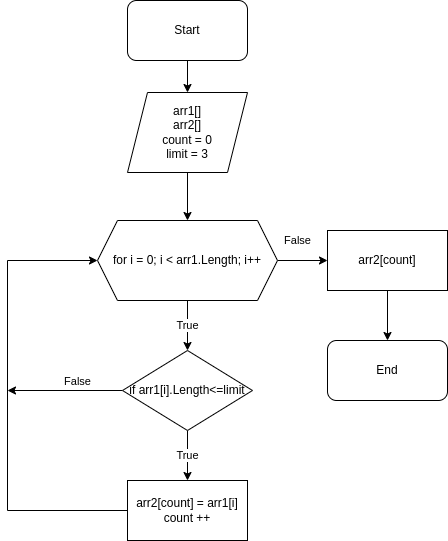 Start
arr1[]
arr2[]
count = 0
limit = 3
for i = 0; i < arr1.Length; i++
False
arr2[count]
True
End
if arr1[i].Length<=limit
False
True
arr2[count] = arr1[i]
count ++